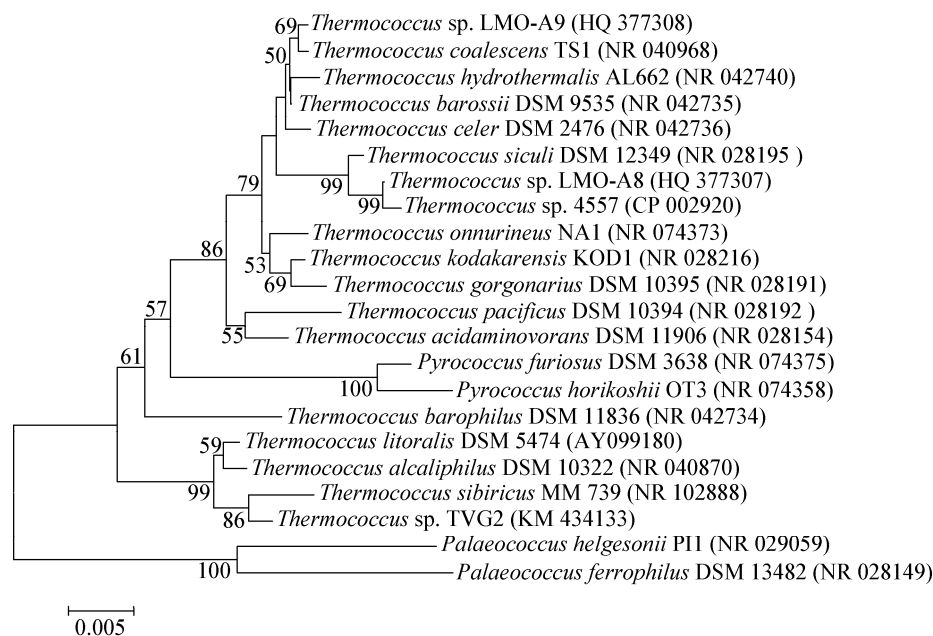 69
Thermococcus sp. LMO-A9 (HQ 377308)
50
Thermococcus coalescens TS1 (NR 040968)
Thermococcus hydrothermalis AL662 (NR 042740)
Thermococcus barossii DSM 9535 (NR 042735)
Thermococcus celer DSM 2476 (NR 042736)
Thermococcus siculi DSM 12349 (NR 028195 )
79
99
Thermococcus sp. LMO-A8 (HQ 377307)
99
Thermococcus sp. 4557 (CP 002920)
Thermococcus onnurineus NA1 (NR 074373)
86
53
Thermococcus kodakarensis KOD1 (NR 028216)
69
Thermococcus gorgonarius DSM 10395 (NR 028191)
57
Thermococcus pacificus DSM 10394 (NR 028192 )
55
Thermococcus acidaminovorans DSM 11906 (NR 028154)
61
Pyrococcus furiosus DSM 3638 (NR 074375)
100
Pyrococcus horikoshii OT3 (NR 074358)
Thermococcus barophilus DSM 11836 (NR 042734)
59
Thermococcus litoralis DSM 5474 (AY099180)
Thermococcus alcaliphilus DSM 10322 (NR 040870)
99
Thermococcus sibiricus MM 739 (NR 102888)
86
Thermococcus sp. TVG2 (KM 434133)
Palaeococcus helgesonii PI1 (NR 029059)
100
Palaeococcus ferrophilus DSM 13482 (NR 028149)
0.005